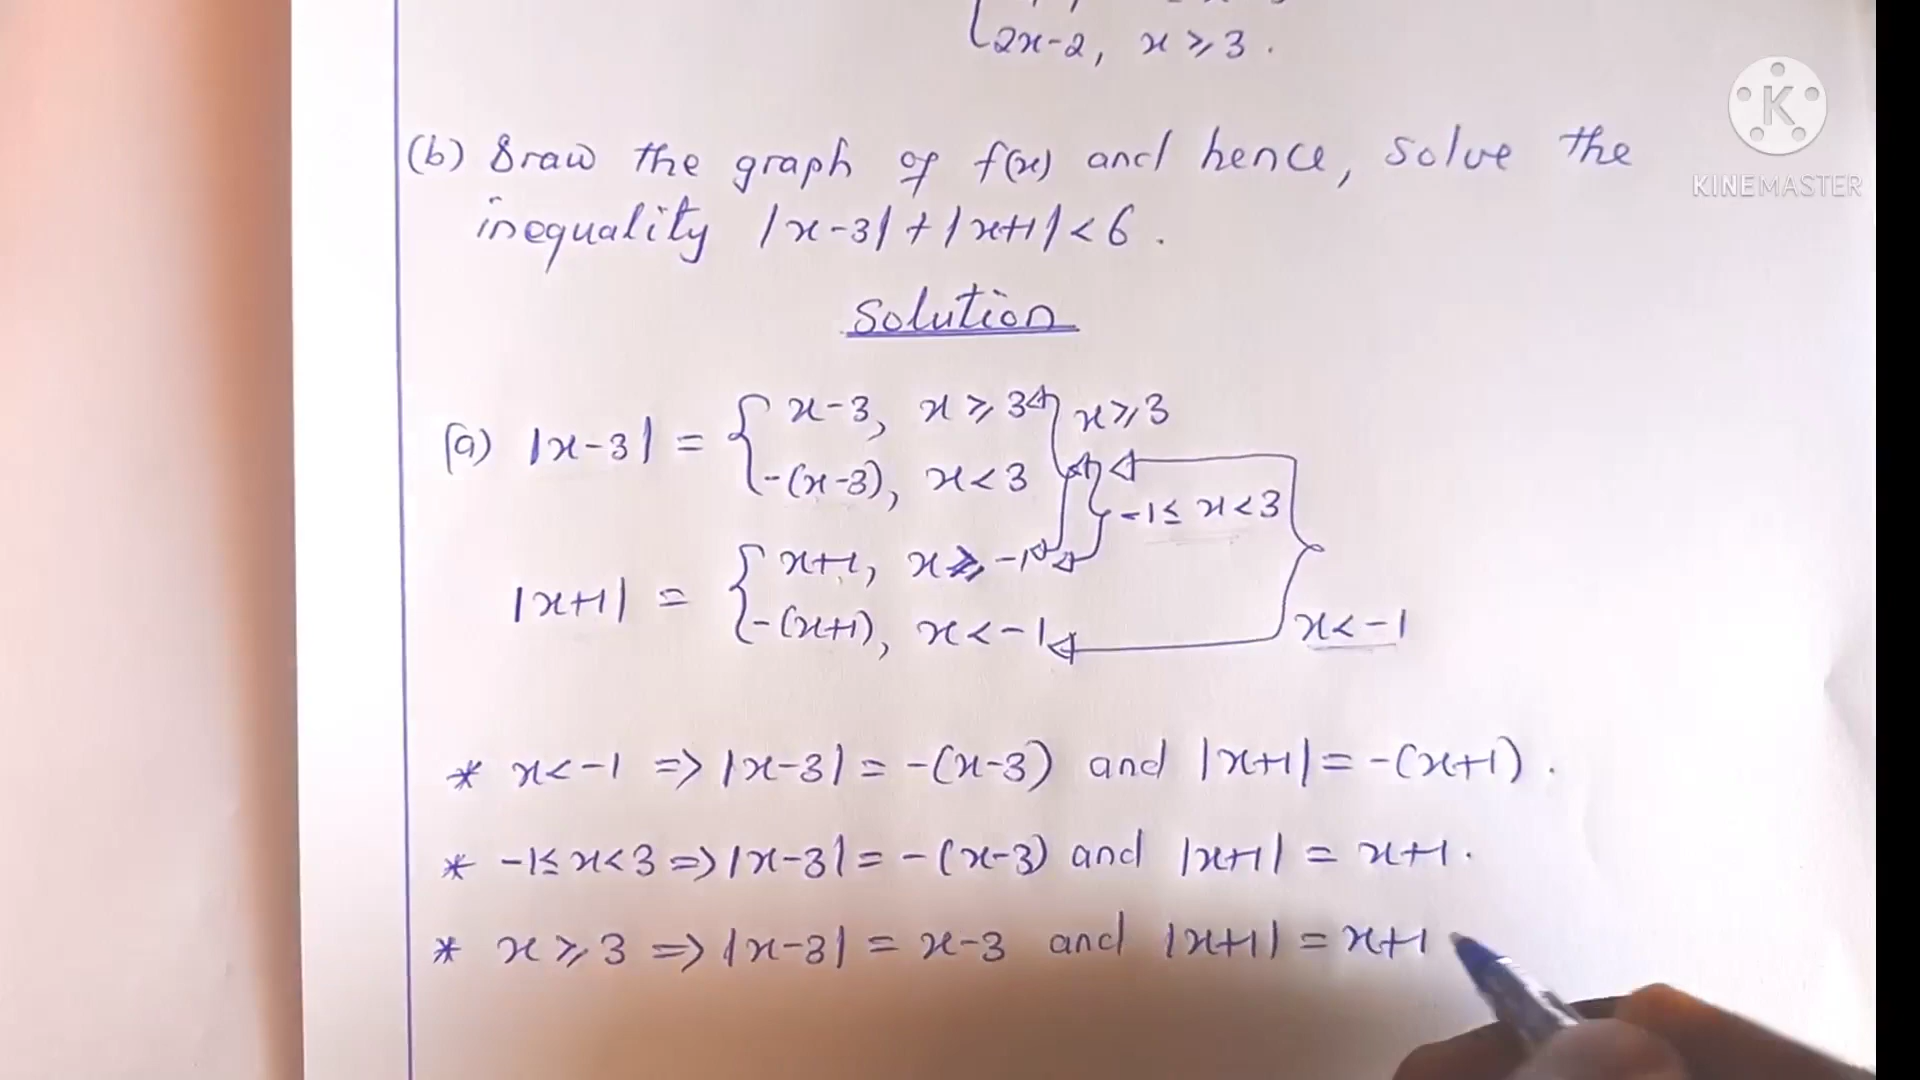 2x-2, x ≥ 3.
(b) Draw the graph of f(x) and hence, solve the
inequality |x-3| + |x+1| < 6.
Solution
(a) |x-3| = { x-3, x ≥ 3 x ≥ 3
-(x-3), x < 3
-1 ≤ x < 3
|x+1| = { x+1, x ≥ -1
-(x+1), x < -1 x < -1
* x < -1 => |x-3| = -(x-3) and |x+1| = -(x+1).
* -1 ≤ x < 3 => |x-3| = -(x-3) and |x+1| = x+1.
* x ≥ 3 => |x-3| = x-3 and |x+1| = x+1
K
KINEMASTER